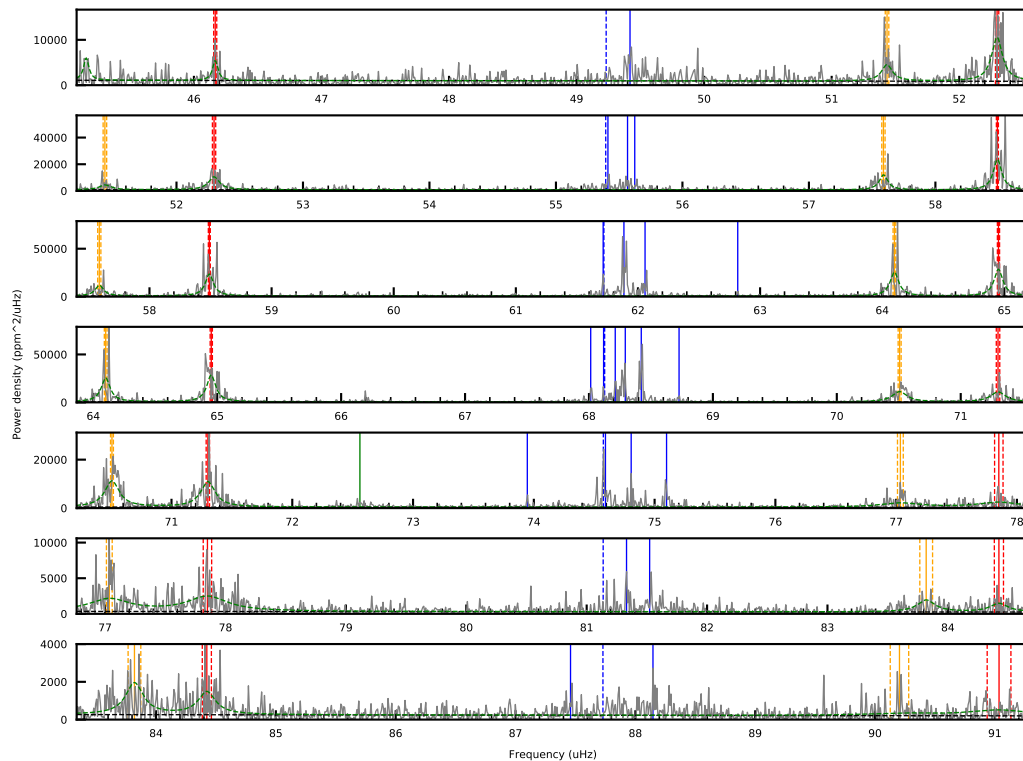 10000
0
46 47 48 49 50 51 52
40000
20000
0
52 53 54 55 56 57 58
50000
0
58 59 60 61 62 63 64 65
50000
0
64 65 66 67 68 69 70 71
20000
0
71 72 73 74 75 76 77 78
10000
5000
0
77 78 79 80 81 82 83 84
4000
2000
0
84 85 86 87 88 89 90 91
Power density (ppm^2/uHz)
Frequency (uHz)